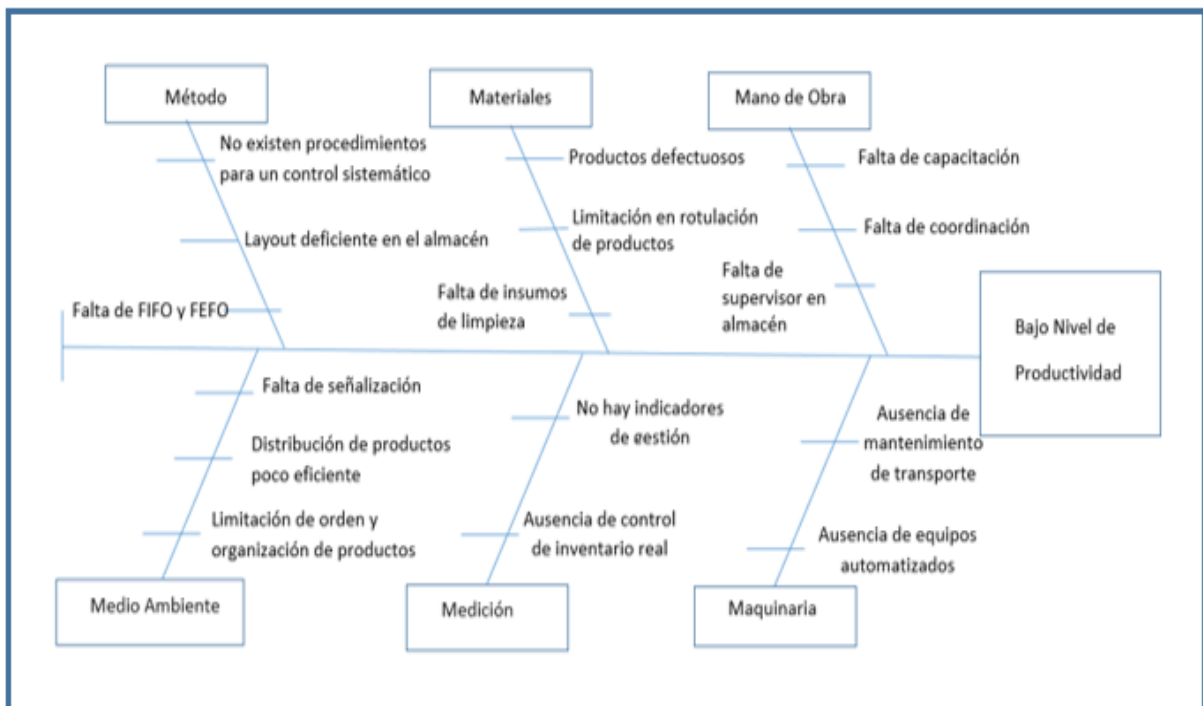 Método
Materiales
Mano de Obra
No existen procedimientos
para un control sistemático
Layout deficiente en el almacén
Falta de FIFO y FEFO
Productos defectuosos
Limitación en rotulación
de productos
Falta de insumos
de limpieza
Falta de capacitación
Falta de coordinación
Falta de
supervisor en
almacén
Bajo Nivel de
Productividad
Falta de señalización
Distribución de productos
poco eficiente
Limitación de orden y
organización de productos
No hay indicadores
de gestión
Ausencia de control
de inventario real
Ausencia de
mantenimiento
de transporte
Ausencia de equipos
automatizados
Medio Ambiente
Medición
Maquinaria